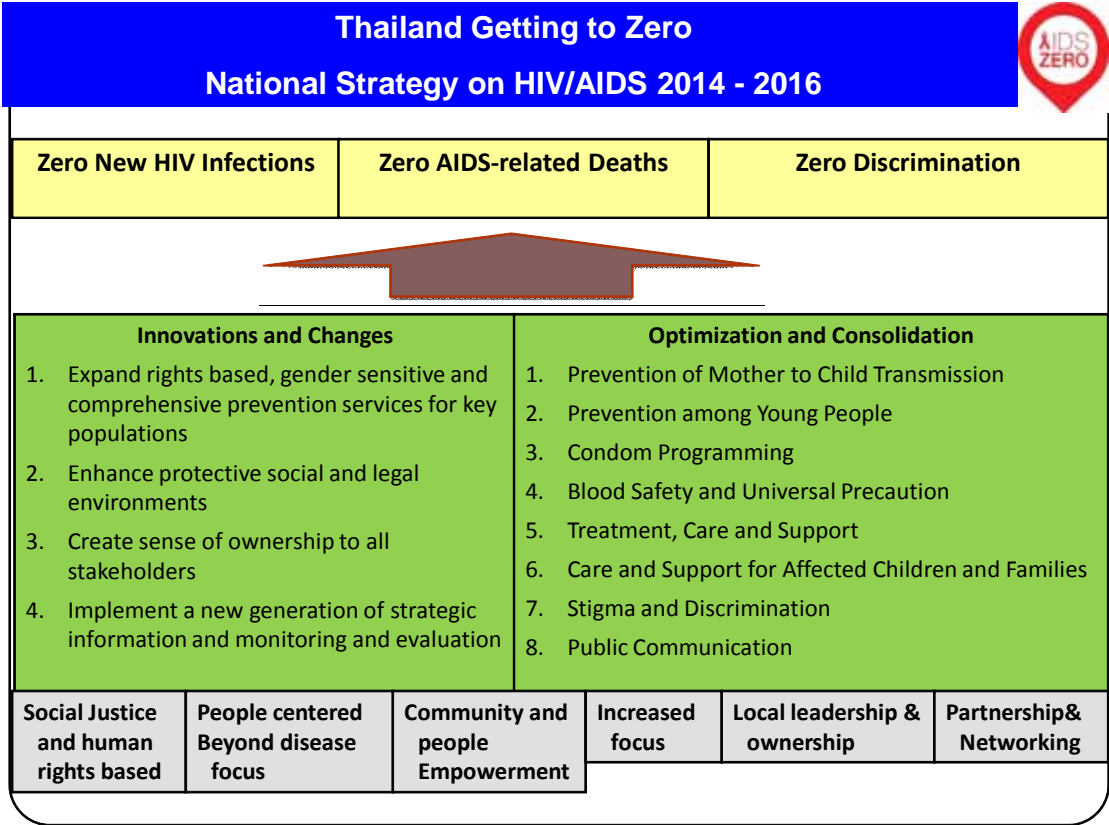 Thailand Getting to Zero
National Strategy on HIV/AIDS 2014 - 2016
AIDS
ZERO
Zero New HIV Infections
Zero AIDS-related Deaths
Zero Discrimination
Innovations and Changes
1. Expand rights based, gender sensitive and
comprehensive prevention services for key
populations
2. Enhance protective social and legal
environments
3. Create sense of ownership to all
stakeholders
4. Implement a new generation of strategic
information and monitoring and evaluation
Optimization and Consolidation
1. Prevention of Mother to Child Transmission
2. Prevention among Young People
3. Condom Programming
4. Blood Safety and Universal Precaution
5. Treatment, Care and Support
6. Care and Support for Affected Children and Families
7. Stigma and Discrimination
8. Public Communication
Social Justice
and human
rights based
People centered
Beyond disease
focus
Community and
people
Empowerment
Increased
focus
Local leadership &
ownership
Partnership&
Networking